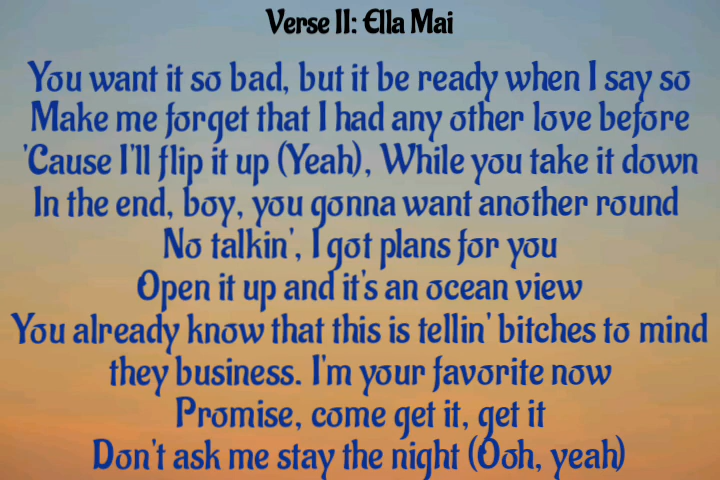 Verse II: Ella Mai
You want it so bad, but it be ready when I say so
Make me forget that I had any other love before
'Cause I'll flip it up (Yeah), While you take it down
In the end, boy, you gonna want another round
No talkin', I got plans for you
Open it up and it's an ocean view
You already know that this is tellin' bitches to mind
they business. I'm your favorite now
Promise, come get it, get it
Don't ask me stay the night (Ooh, yeah)